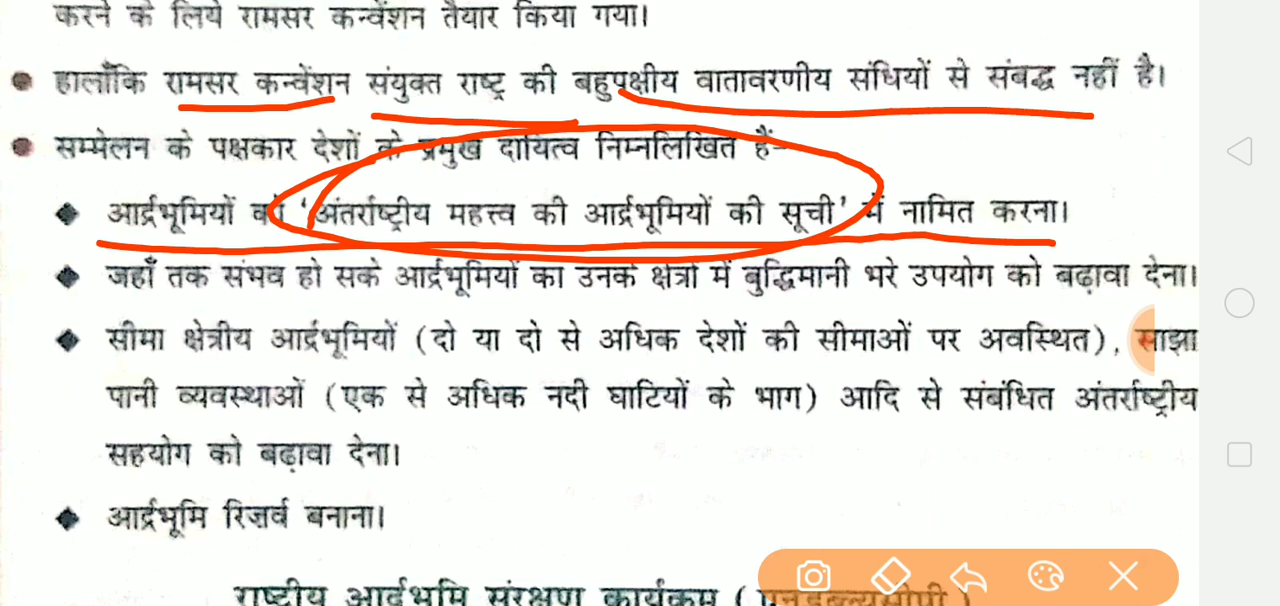 करने के लिये रामसर कन्वेंशन तैयार किया गया।
हालाँकि रामसर कन्वेंशन संयुक्त राष्ट्र की बहुपक्षीय वातावरणीय संधियों से संबद्ध नहीं है।
सम्मेलन के पक्षकार देशों के प्रमुख दायित्व निम्नलिखित हैं-
आर्द्रभूमियों को 'अंतर्राष्ट्रीय महत्त्व की आर्द्रभूमियों की सूची' में नामित करना।
जहाँ तक संभव हो सके आर्द्रभूमियों का उनके क्षेत्रों में बुद्धिमानी भरे उपयोग को बढ़ावा देना।
सीमा क्षेत्रीय आर्द्रभूमियों (दो या दो से अधिक देशों की सीमाओं पर अवस्थित), साझा
पानी व्यवस्थाओं (एक से अधिक नदी घाटियों के भाग) आदि से संबंधित अंतर्राष्ट्रीय
सहयोग को बढ़ावा देना।
आर्द्रभूमि रिजर्व बनाना।
राष्ट्रीय आर्द्रभूमि संरक्षण कार्यक्रम (